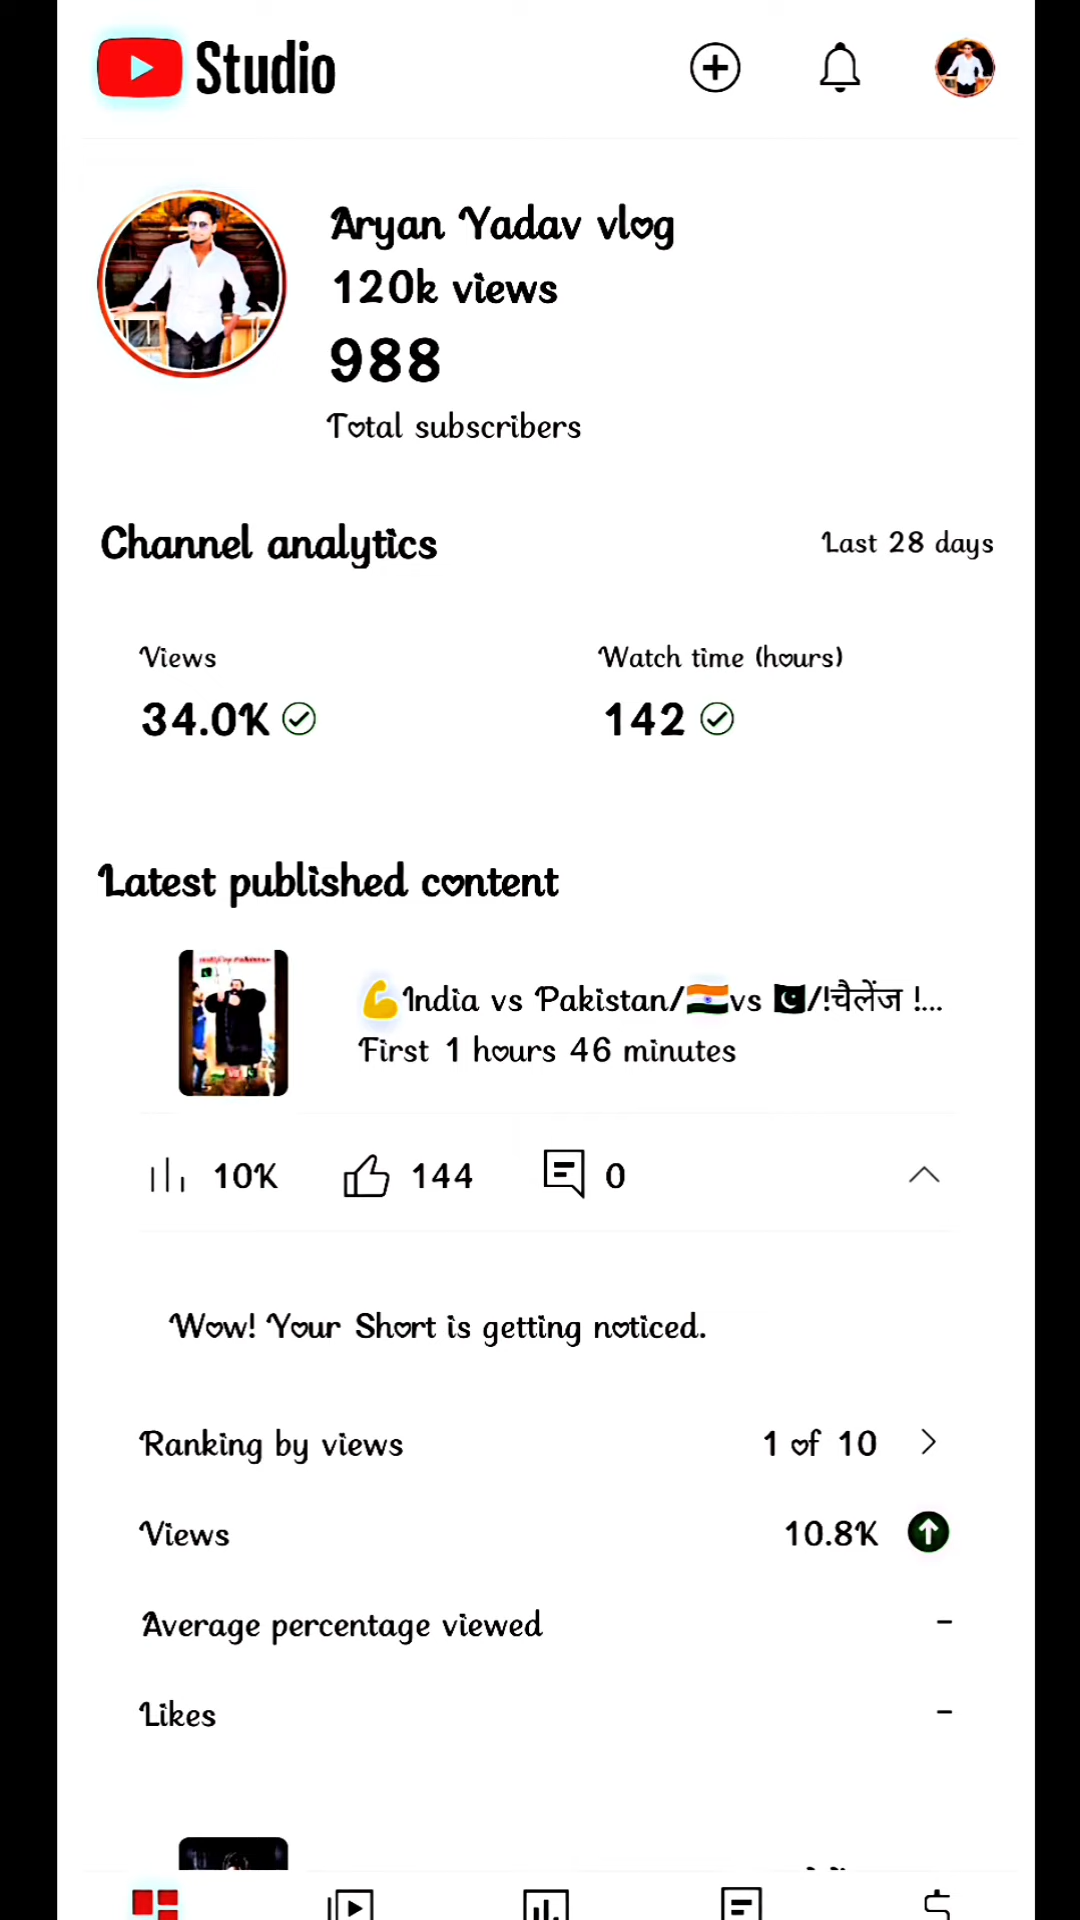 Studio
Aryan Yadav vlog
120k views
988
Total subscribers
Channel analytics
Last 28 days
Views
Watch time (hours)
34.0K
142
Latest published content
💪India vs Pakistan/🇮🇳vs 🇵🇰/!चैलेंज !...
First 1 hours 46 minutes
10K
144
0
Wow! Your Short is getting noticed.
Ranking by views
1 of 10
Views
10.8K
Average percentage viewed
-
Likes
-